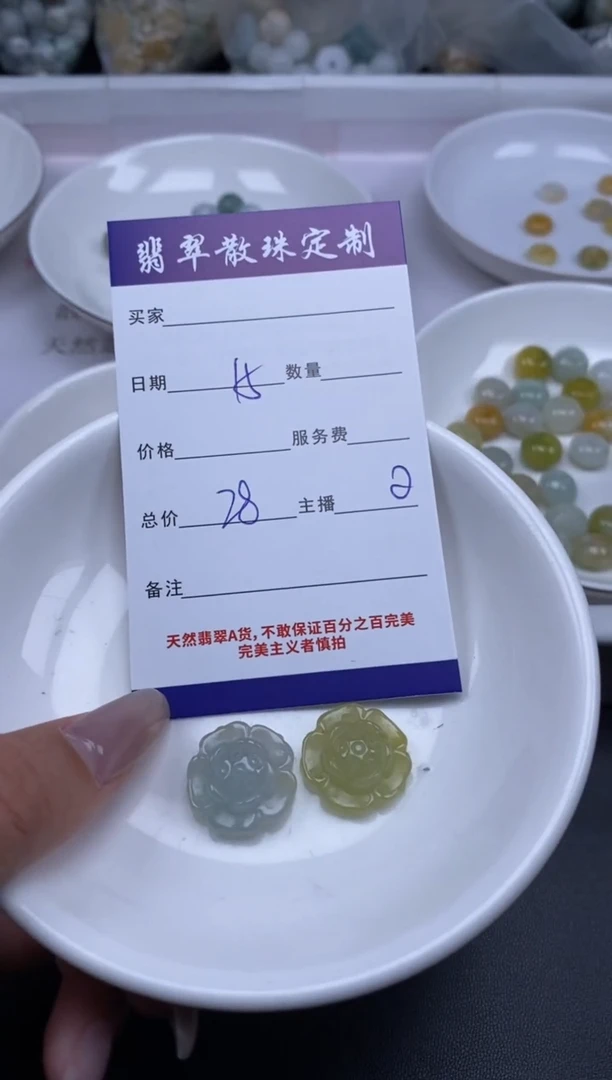 翡翠散珠定制
买家
日期 数量
价格 服务费
总价 28 主播 2
备注
天然翡翠A货,不敢保证百分之百完美
完美主义者慎拍